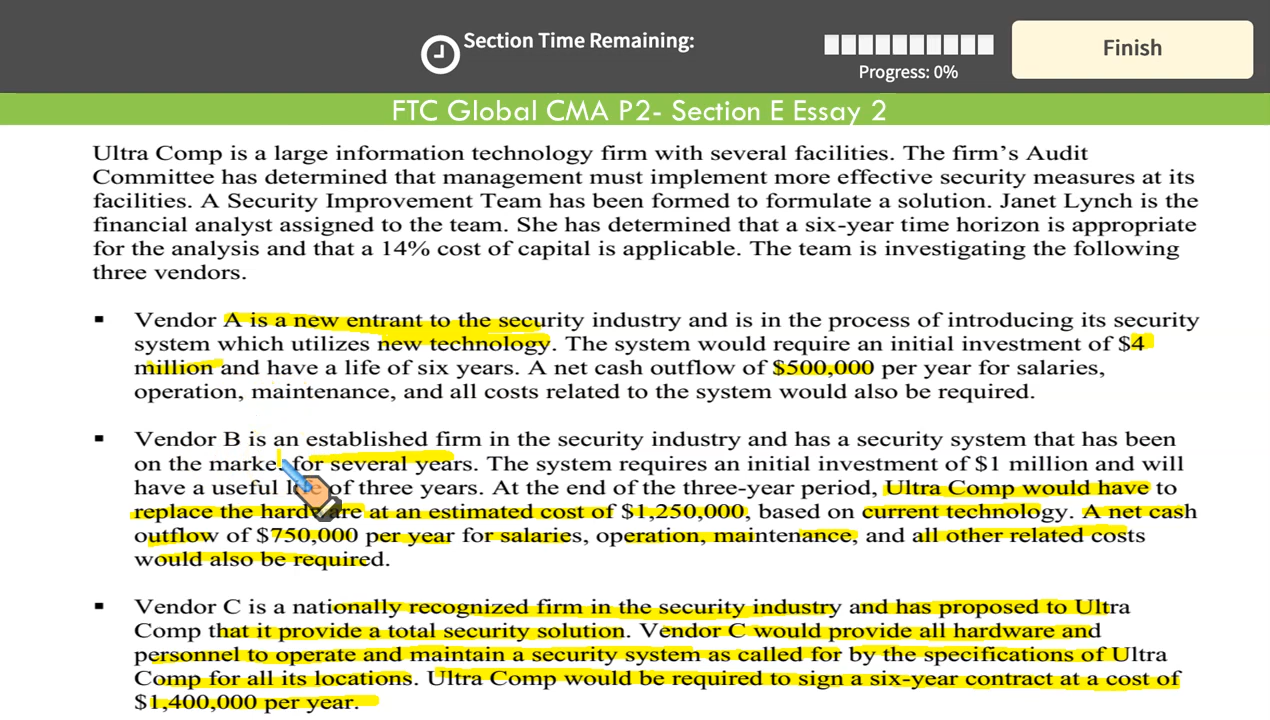 Section Time Remaining:
Progress: 0%
Finish
FTC Global CMA P2- Section E Essay 2
Ultra Comp is a large information technology firm with several facilities. The firm's Audit
Committee has determined that management must implement more effective security measures at its
facilities. A Security Improvement Team has been formed to formulate a solution. Janet Lynch is the
financial analyst assigned to the team. She has determined that a six-year time horizon is appropriate
for the analysis and that a 14% cost of capital is applicable. The team is investigating the following
three vendors.
▪ Vendor A is a new entrant to the security industry and is in the process of introducing its security
system which utilizes new technology. The system would require an initial investment of $4
million and have a life of six years. A net cash outflow of $500,000 per year for salaries,
operation, maintenance, and all costs related to the system would also be required.
▪ Vendor B is an established firm in the security industry and has a security system that has been
on the market for several years. The system requires an initial investment of $1 million and will
have a useful life of three years. At the end of the three-year period, Ultra Comp would have to
replace the hardware at an estimated cost of $1,250,000, based on current technology. A net cash
outflow of $750,000 per year for salaries, operation, maintenance, and all other related costs
would also be required.
▪ Vendor C is a nationally recognized firm in the security industry and has proposed to Ultra
Comp that it provide a total security solution. Vendor C would provide all hardware and
personnel to operate and maintain a security system as called for by the specifications of Ultra
Comp for all its locations. Ultra Comp would be required to sign a six-year contract at a cost of
$1,400,000 per year.